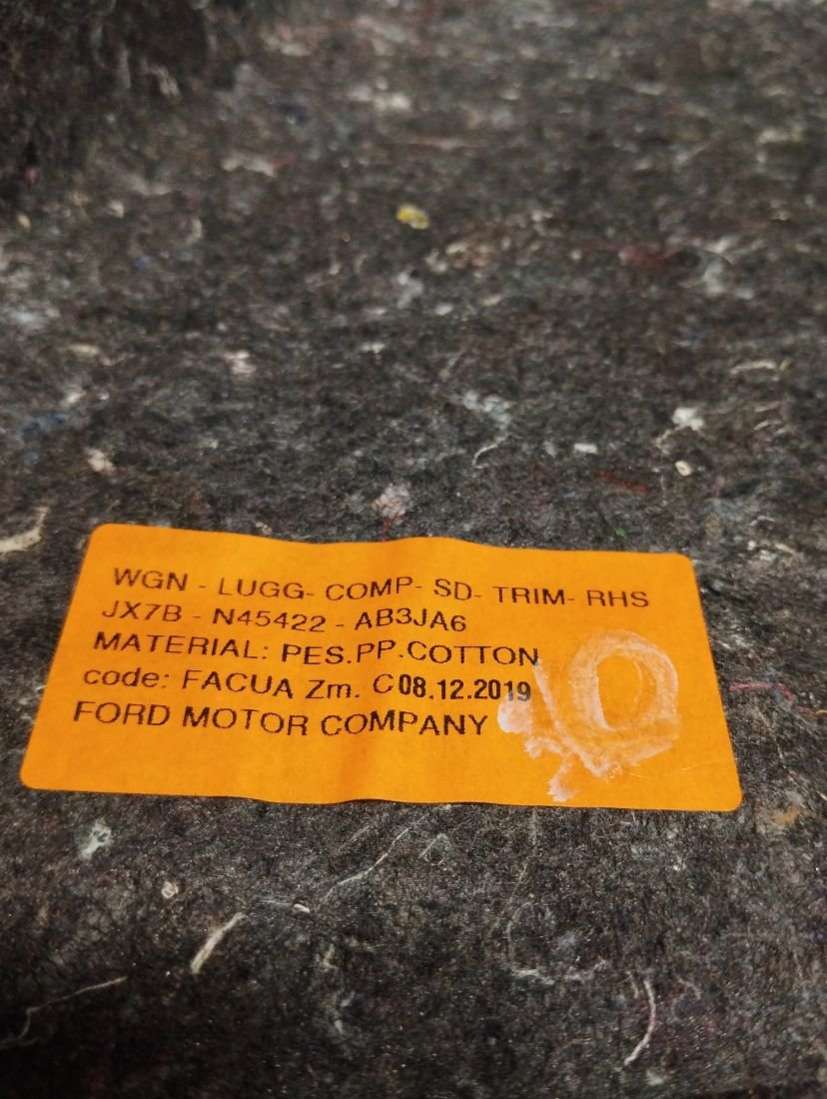 WGN - LUGG- COMP- SD- TRIM- RHS
JX7B - N45422 - AB3JA6
MATERIAL: PES.PP.COTTON
code: FACUA Zm. C 08.12.2019
FORD MOTOR COMPANY